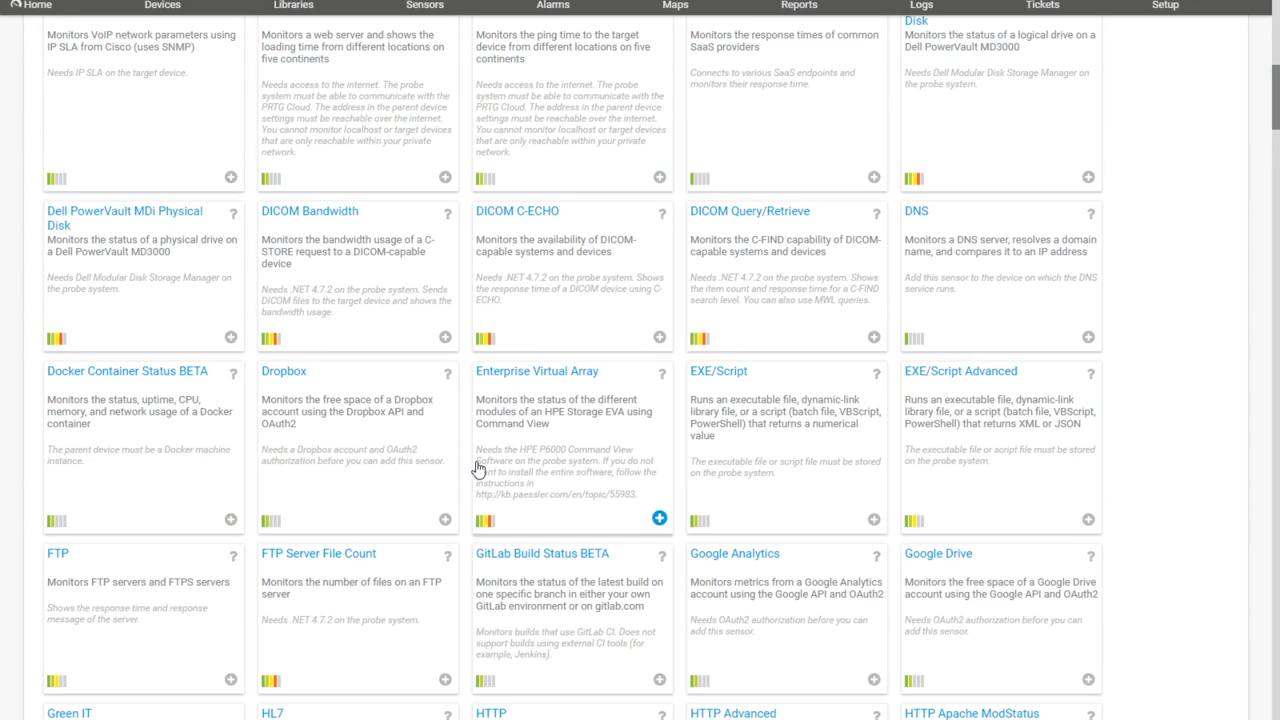 Home Devices Libraries Sensors Alarms Maps Reports Logs Tickets Setup
Monitors VoIP network parameters using
IP SLA from Cisco (uses SNMP)
Needs IP SLA on the target device.
Monitors a web server and shows the
loading time from different locations on
five continents
Needs access to the internet. The probe
system must be able to communicate with the
PRTG Cloud. The address in the parent device
settings must be reachable over the internet.
You cannot monitor localhost or target devices
that are only reachable within your private
network.
Monitors the ping time to the target
device from different locations on five
continents
Needs access to the internet. The probe
system must be able to communicate with the
PRTG Cloud. The address in the parent device
settings must be reachable over the internet.
You cannot monitor localhost or target devices
that are only reachable within your private
network.
Monitors the response times of common
SaaS providers
Connects to various SaaS endpoints and
monitors their response time.
Disk
Monitors the status of a logical drive on a
Dell PowerVault MD3000
Needs Dell Modular Disk Storage Manager on
the probe system.
Dell PowerVault MDi Physical
Disk
?
Monitors the status of a physical drive on
a Dell PowerVault MD3000
Needs Dell Modular Disk Storage Manager on
the probe system.
DICOM Bandwidth ?
Monitors the bandwidth usage of a C-
STORE request to a DICOM-capable
device
Needs .NET 4.7.2 on the probe system. Sends
DICOM files to the target device and shows the
bandwidth usage.
DICOM C-ECHO ?
Monitors the availability of DICOM-
capable systems and devices
Needs .NET 4.7.2 on the probe system. Shows
the response time of a DICOM device using C-
ECHO.
DICOM Query/Retrieve ?
Monitors the C-FIND capability of DICOM-
capable systems and devices
Needs .NET 4.7.2 on the probe system. Shows
the item count and response time for a C-FIND
search level. You can also use MWL queries.
DNS ?
Monitors a DNS server, resolves a domain
name, and compares it to an IP address
Add this sensor to the device on which the DNS
service runs.
Docker Container Status BETA ?
Monitors the status, uptime, CPU,
memory, and network usage of a Docker
container
The parent device must be a Docker machine
instance.
Dropbox ?
Monitors the free space of a Dropbox
account using the Dropbox API and
OAuth2
Needs a Dropbox account and OAuth2
authorization before you can add this sensor.
Enterprise Virtual Array ?
Monitors the status of the different
modules of an HPE Storage EVA using
Command View
Needs the HPE P6000 Command View
Software on the probe system. If you do not
want to install the entire software, follow the
instructions in
http://kb.paessler.com/en/topic/55983.
EXE/Script ?
Runs an executable file, dynamic-link
library file, or a script (batch file, VBScript,
PowerShell) that returns a numerical
value
The executable file or script file must be stored
on the probe system.
EXE/Script Advanced ?
Runs an executable file, dynamic-link
library file, or a script (batch file, VBScript,
PowerShell) that returns XML or JSON
The executable file or script file must be stored
on the probe system.
FTP ?
Monitors FTP servers and FTPS servers
Shows the response time and response
message of the server.
FTP Server File Count ?
Monitors the number of files on an FTP
server
Needs .NET 4.7.2 on the probe system.
GitLab Build Status BETA ?
Monitors the status of the latest build on
one specific branch in either your own
GitLab environment or on gitlab.com
Monitors builds that use GitLab CI. Does not
support builds using external CI tools (for
example, Jenkins).
Google Analytics ?
Monitors metrics from a Google Analytics
account using the Google API and OAuth2
Needs OAuth2 authorization before you can
add this sensor.
Google Drive ?
Monitors the free space of a Google Drive
account using the Google API and OAuth2
Needs OAuth2 authorization before you can
add this sensor.
Green IT ?
HL7 ?
HTTP ?
HTTP Advanced ?
HTTP Apache ModStatus ?